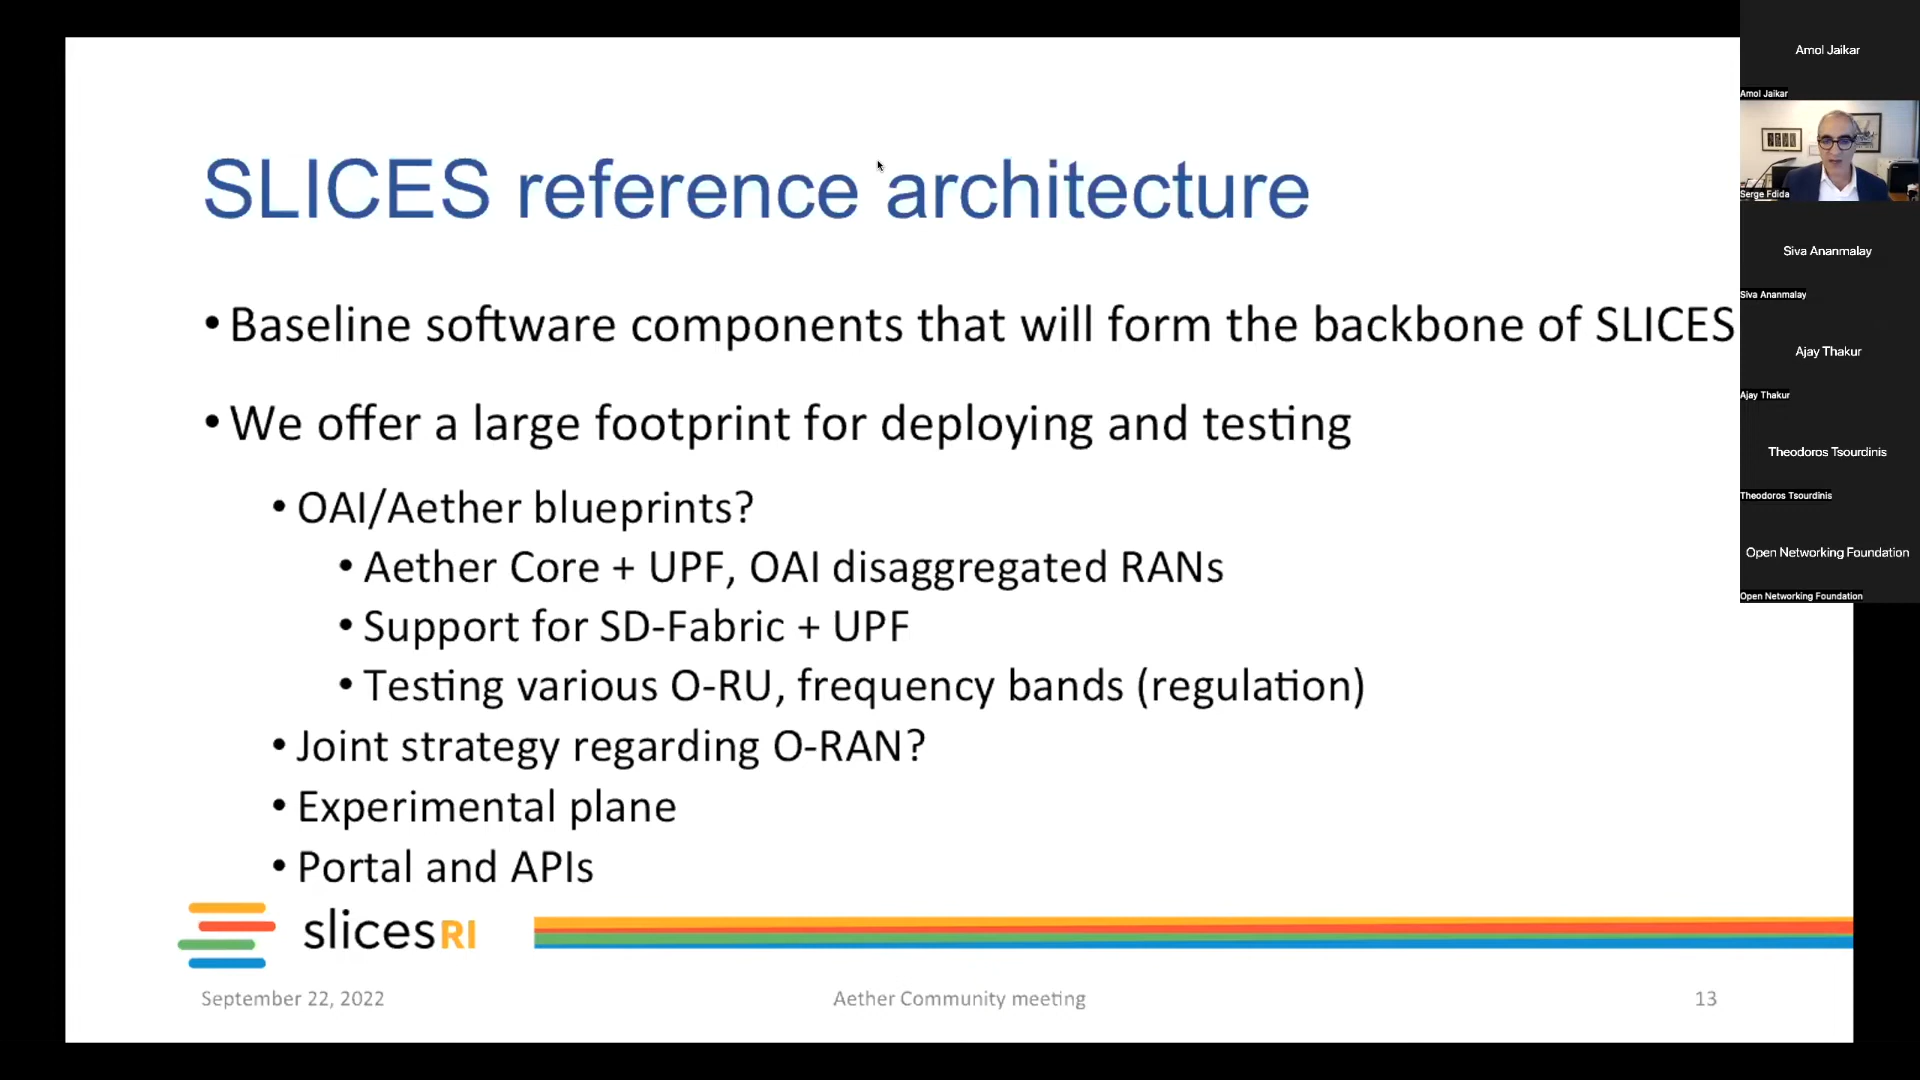 SLICES reference architecture
• Baseline software components that will form the backbone of SLICES
• We offer a large footprint for deploying and testing
• OAI/Aether blueprints?
• Aether Core + UPF, OAI disaggregated RANs
• Support for SD-Fabric + UPF
• Testing various O-RU, frequency bands (regulation)
• Joint strategy regarding O-RAN?
• Experimental plane
• Portal and APIs
slicesRI
September 22, 2022
Aether Community meeting
13
Amol Jaikar
Amol Jaikar
Serge Fdida
Siva Ananmalay
Siva Ananmalay
Ajay Thakur
Ajay Thakur
Theodoros Tsourdinis
Theodoros Tsourdinis
Open Networking Foundation
Open Networking Foundation